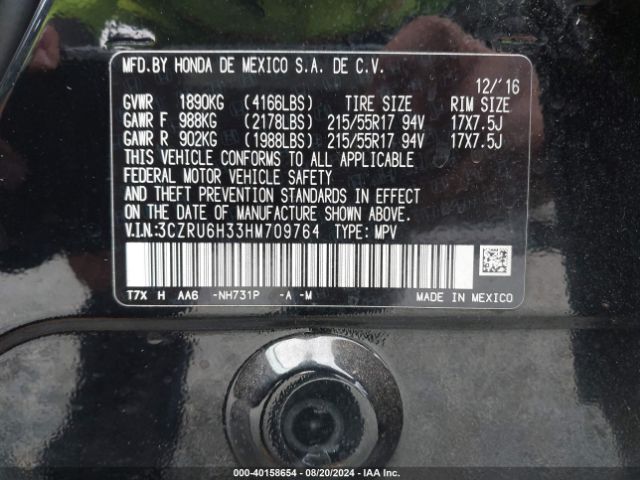 MFD.BY HONDA DE MEXICO S.A. DE C.V.
12/'16
GVWR 1890KG (4166LBS) TIRE SIZE RIM SIZE
GAWR F 988KG (2178LBS) 215/55R17 94V 17X7.5J
GAWR R 902KG (1988LBS) 215/55R17 94V 17X7.5J
THIS VEHICLE CONFORMS TO ALL APPLICABLE
FEDERAL MOTOR VEHICLE SAFETY
AND THEFT PREVENTION STANDARDS IN EFFECT
ON THE DATE OF MANUFACTURE SHOWN ABOVE.
V.I.N:3CZRU6H33HM709764 TYPE: MPV
T7X H AA6 -NH731P -A -M MADE IN MEXICO
000-40158654 - 08/20/2024 - IAA Inc.